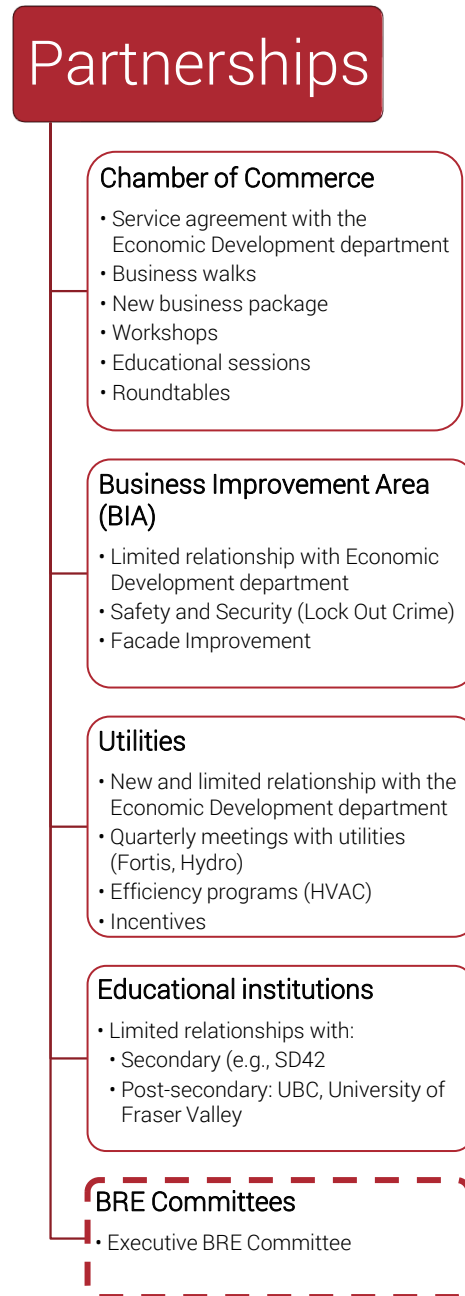 Partnerships
Chamber of Commerce
• Service agreement with the
Economic Development department
• Business walks
• New business package
• Workshops
• Educational sessions
• Roundtables
Business Improvement Area
(BIA)
• Limited relationship with Economic
Development department
• Safety and Security (Lock Out Crime)
• Facade Improvement
Utilities
• New and limited relationship with the
Economic Development department
• Quarterly meetings with utilities
(Fortis, Hydro)
• Efficiency programs (HVAC)
• Incentives
Educational institutions
• Limited relationships with:
• Secondary (e.g., SD42
• Post-secondary: UBC, University of
Fraser Valley
BRE Committees
• Executive BRE Committee